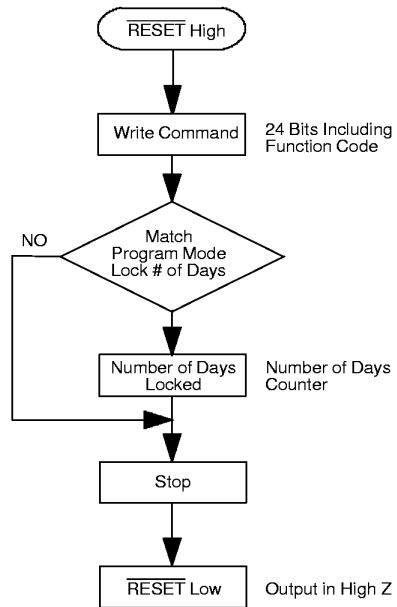 RESET High
Write Command
24 Bits Including
Function Code
NO
Match
Program Mode
Lock # of Days
Number of Days
Locked
Number of Days
Counter
Stop
RESET Low
Output in High Z